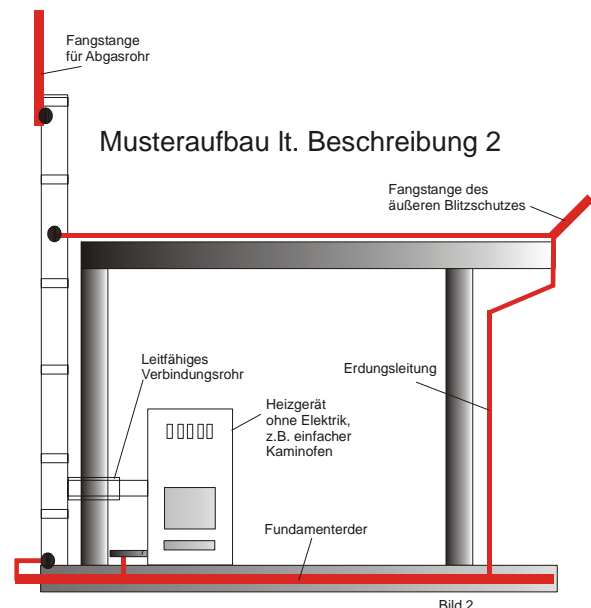 Fangstange
für Abgasrohr
Musteraufbau lt. Beschreibung 2
Fangstange des
äußeren Blitzschutzes
Leitfähiges
Verbindungsrohr
Erdungsleitung
Heizgerät
ohne Elektrik,
z.B. einfacher
Kaminofen
Fundamenterder
Bild 2